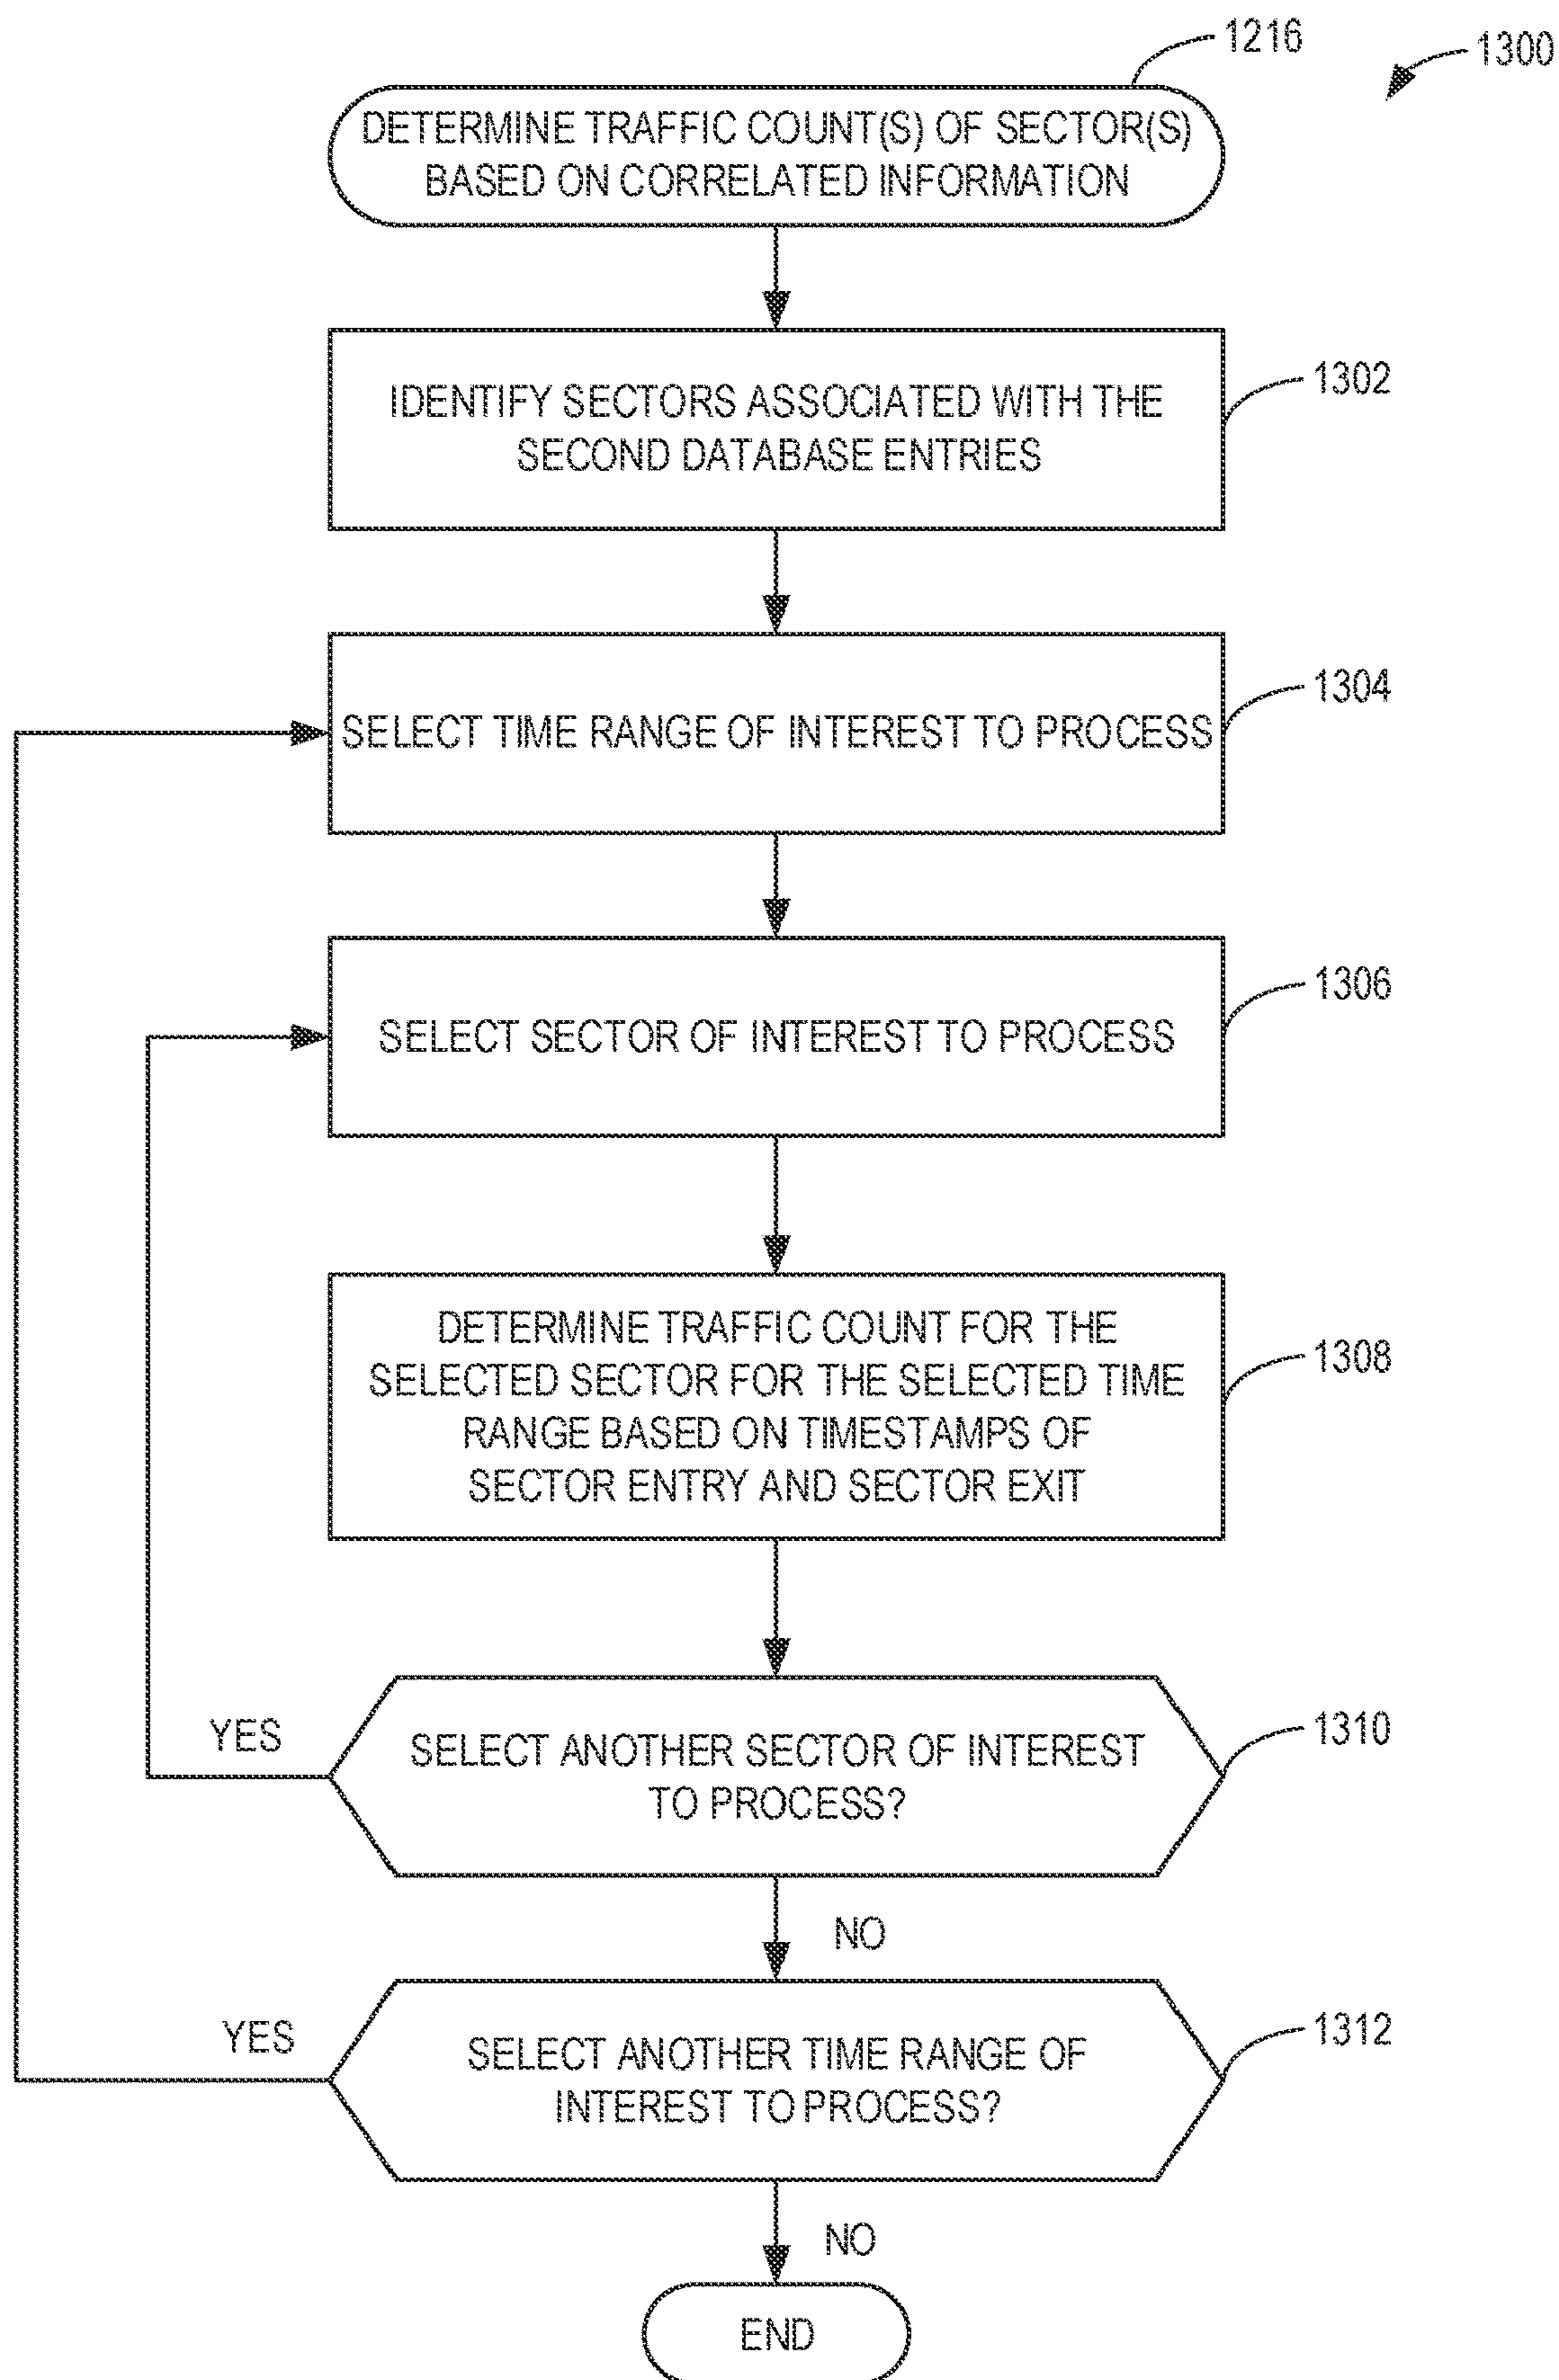 1216
1300
DETERMINE TRAFFIC COUNT(S) OF SECTOR(S)
BASED ON CORRELATED INFORMATION
IDENTIFY SECTORS ASSOCIATED WITH THE
SECOND DATABASE ENTRIES
1302
SELECT TIME RANGE OF INTEREST TO PROCESS
1304
SELECT SECTOR OF INTEREST TO PROCESS
1306
DETERMINE TRAFFIC COUNT FOR THE
SELECTED SECTOR FOR THE SELECTED TIME
RANGE BASED ON TIMESTAMPS OF
SECTOR ENTRY AND SECTOR EXIT
1308
YES
SELECT ANOTHER SECTOR OF INTEREST
TO PROCESS?
1310
NO
YES
SELECT ANOTHER TIME RANGE OF
INTEREST TO PROCESS?
1312
NO
END